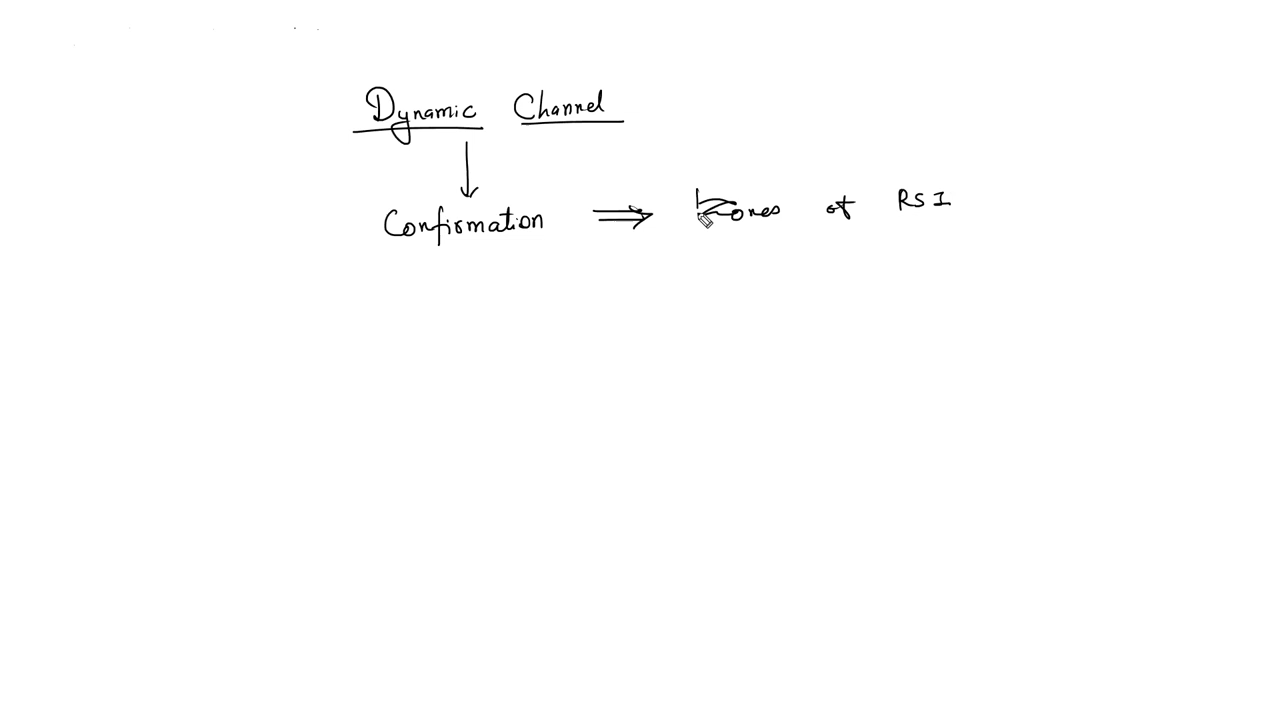 Dynamic Channel
↓
Confirmation ⇒ Zones of RSI